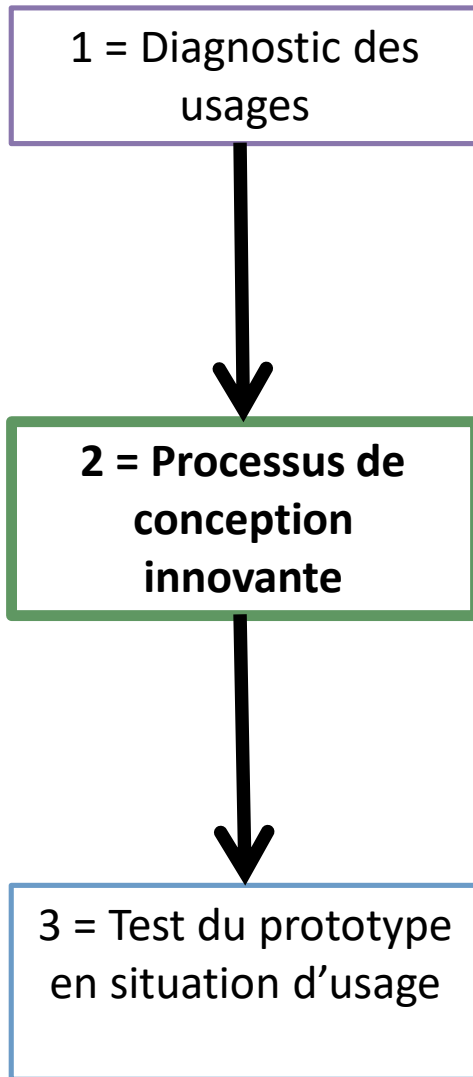 1 = Diagnostic des
usages
2 = Processus de
conception
innovante
3 = Test du prototype
en situation d’usage